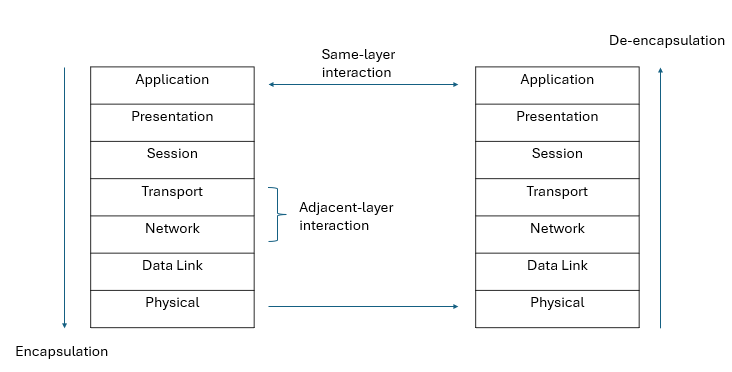 De-encapsulation
Same-layer
interaction
Application
Presentation
Session
Transport
Network
Data Link
Physical
Adjacent-layer
interaction
Application
Presentation
Session
Transport
Network
Data Link
Physical
Encapsulation